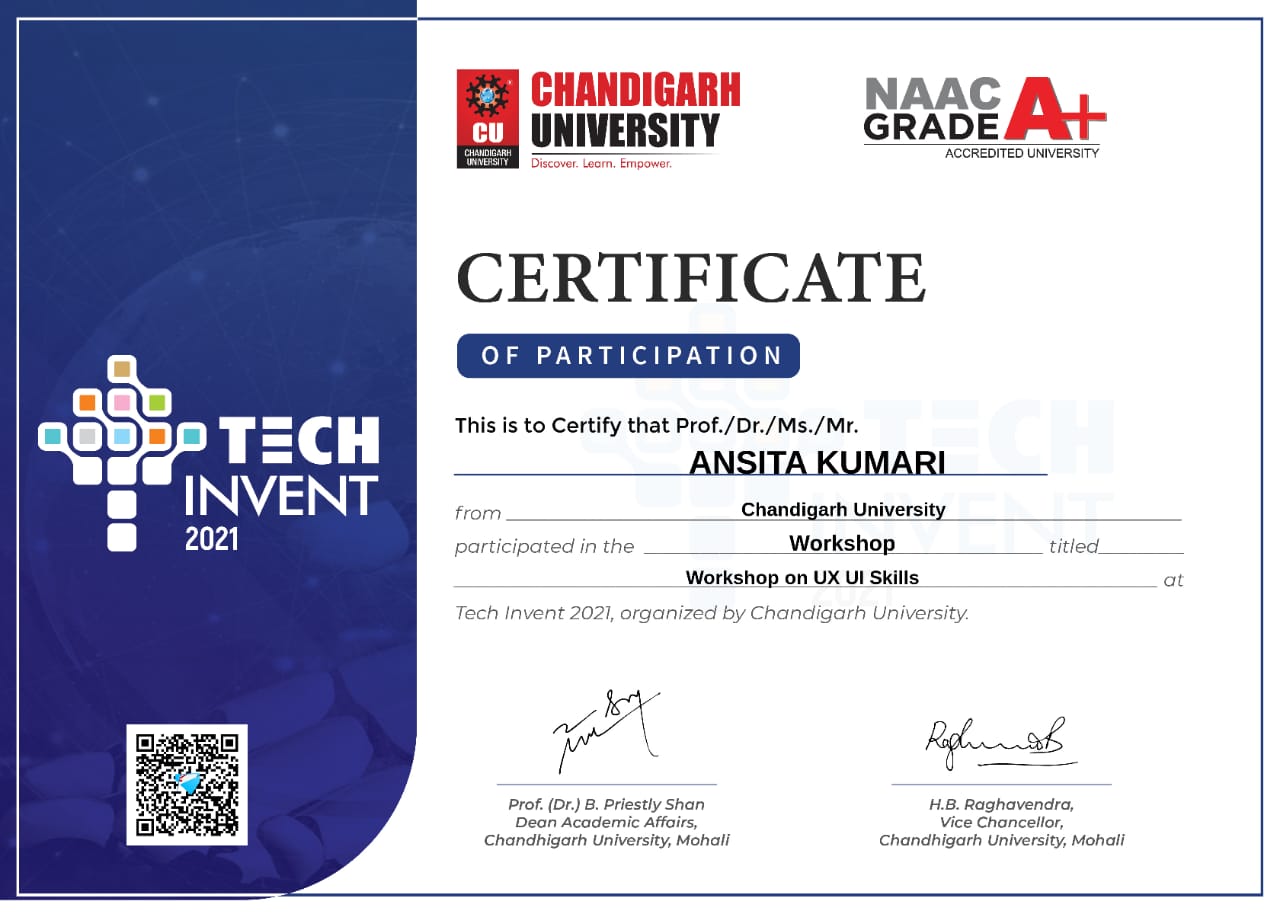 CU
CHANDIGARH
UNIVERSITY
CHANDIGARH
UNIVERSITY
Discover. Learn. Empower.
NAAC
GRADE A+
ACCREDITED UNIVERSITY
CERTIFICATE
OF PARTICIPATION
This is to Certify that Prof./Dr./Ms./Mr.
ANSITA KUMARI
from Chandigarh University
participated in the Workshop titled
Workshop on UX UI Skills at
Tech Invent 2021, organized by Chandigarh University.
TECH
INVENT
2021
TECH
INVENT
2021
Prof. (Dr.) B. Priestly Shan
Dean Academic Affairs,
Chandhigarh University, Mohali
H.B. Raghavendra,
Vice Chancellor,
Chandhigarh University, Mohali